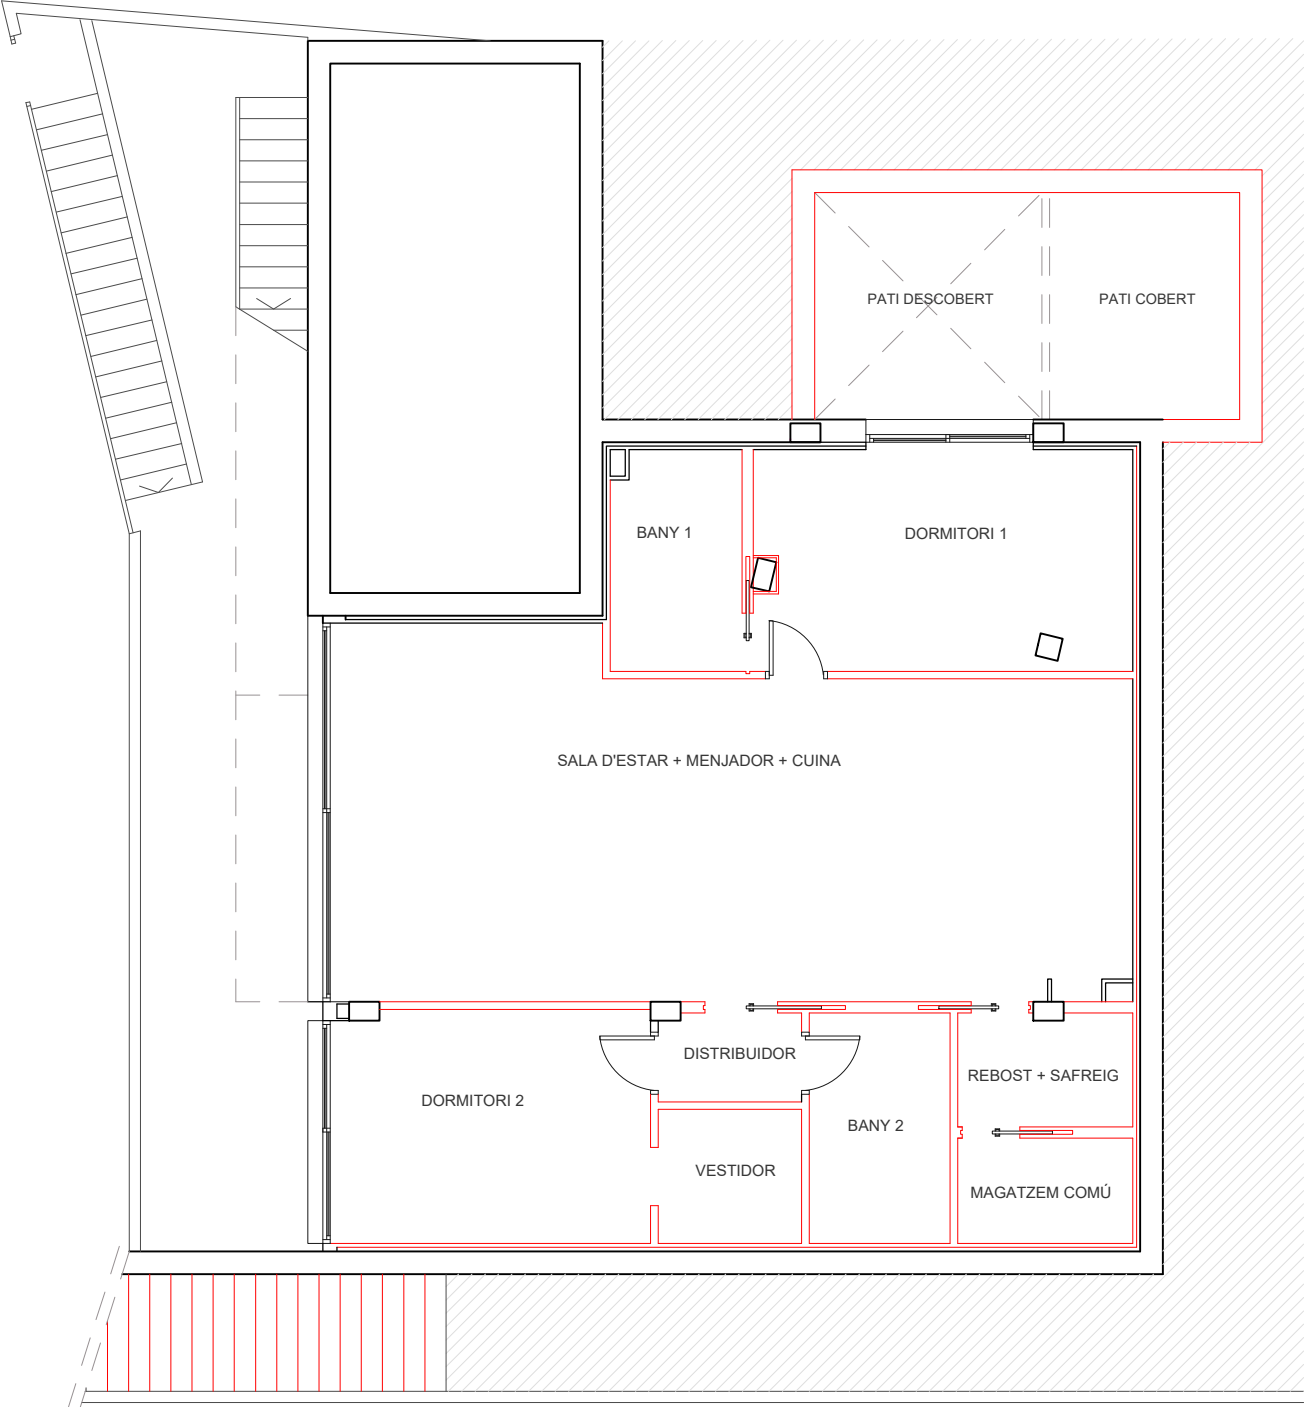 PATI DESCOBERT
PATI COBERT
BANY 1
DORMITORI 1
SALA D'ESTAR + MENJADOR + CUINA
DISTRIBUIDOR
REBOST + SAFREIG
DORMITORI 2
BANY 2
VESTIDOR
MAGATZEM COMÚ